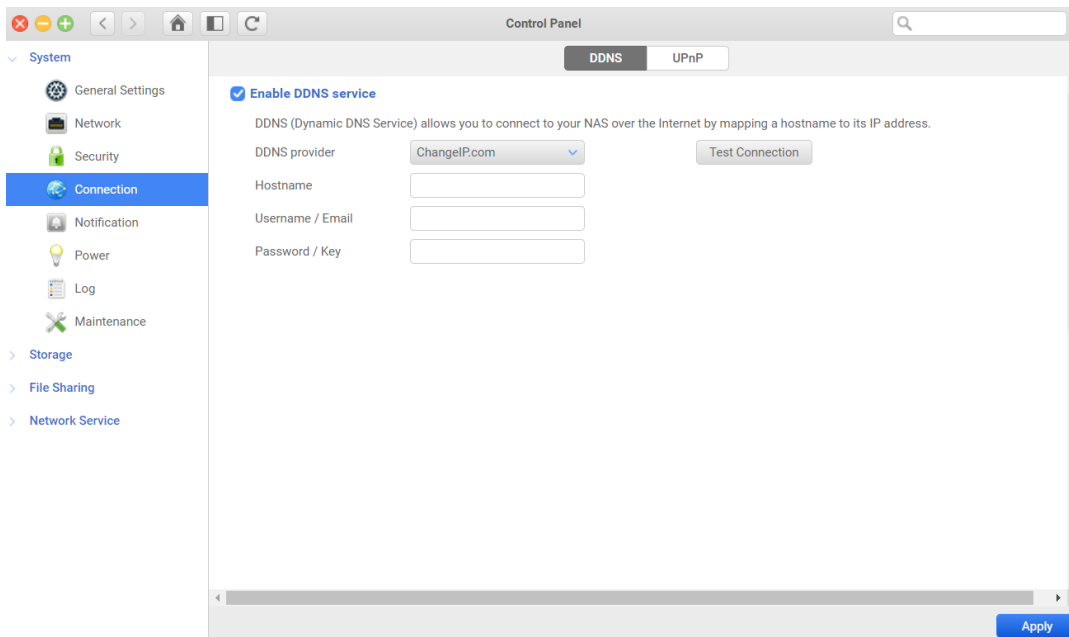 Control Panel
System
General Settings
Network
Security
Connection
Notification
Power
Log
Maintenance
Storage
File Sharing
Network Service
DDNS UPnP
Enable DDNS service
DDNS (Dynamic DNS Service) allows you to connect to your NAS over the Internet by mapping a hostname to its IP address.
DDNS provider ChangeIP.com Test Connection
Hostname
Username / Email
Password / Key
Apply